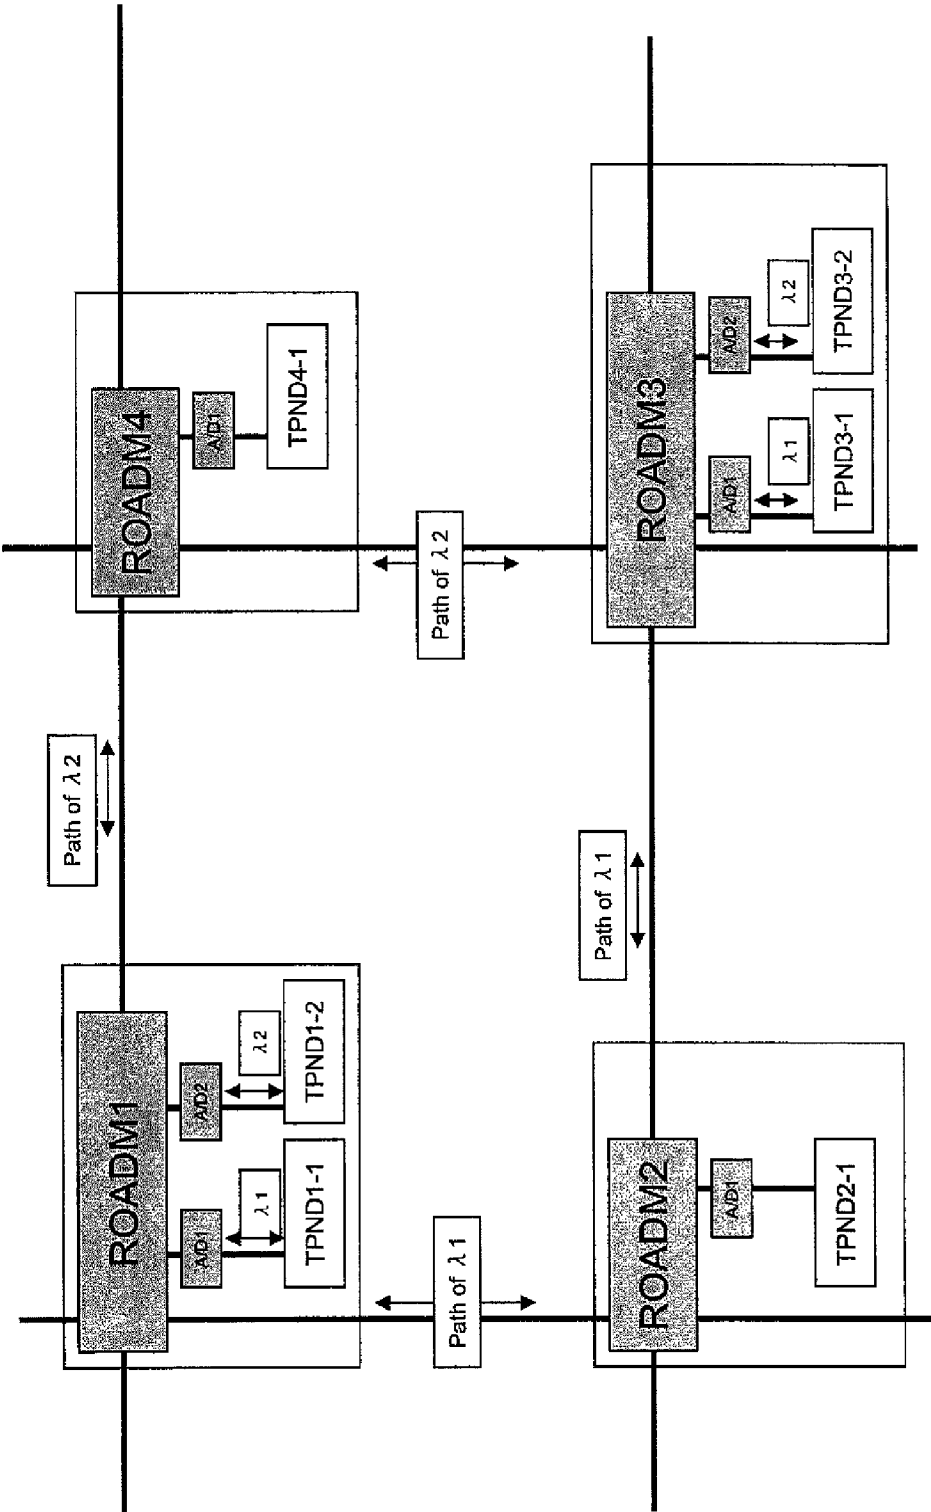 ROADM1
A/D1
λ1
TPND1-1
A/D2
λ2
TPND1-2
Path of λ2
ROADM4
A/D1
TPND4-1
Path of λ1
Path of λ2
ROADM2
A/D1
TPND2-1
Path of λ1
ROADM3
A/D1
λ1
TPND3-1
A/D2
λ2
TPND3-2